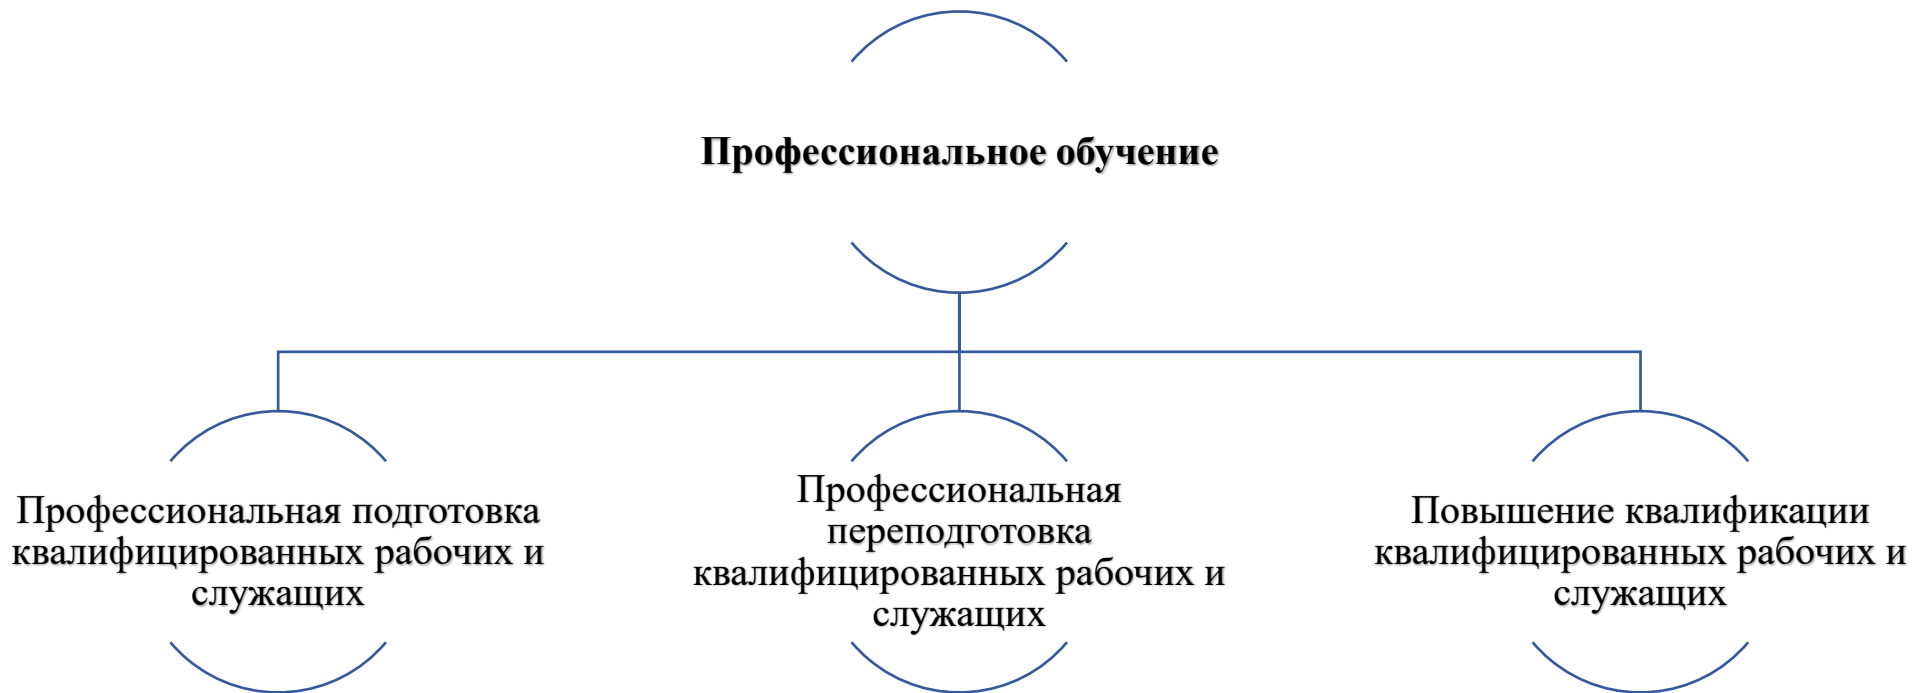 Профессиональное обучение
Профессиональная подготовка
квалифицированных рабочих и
служащих
Профессиональная
переподготовка
квалифицированных рабочих и
служащих
Повышение квалификации
квалифицированных рабочих и
служащих